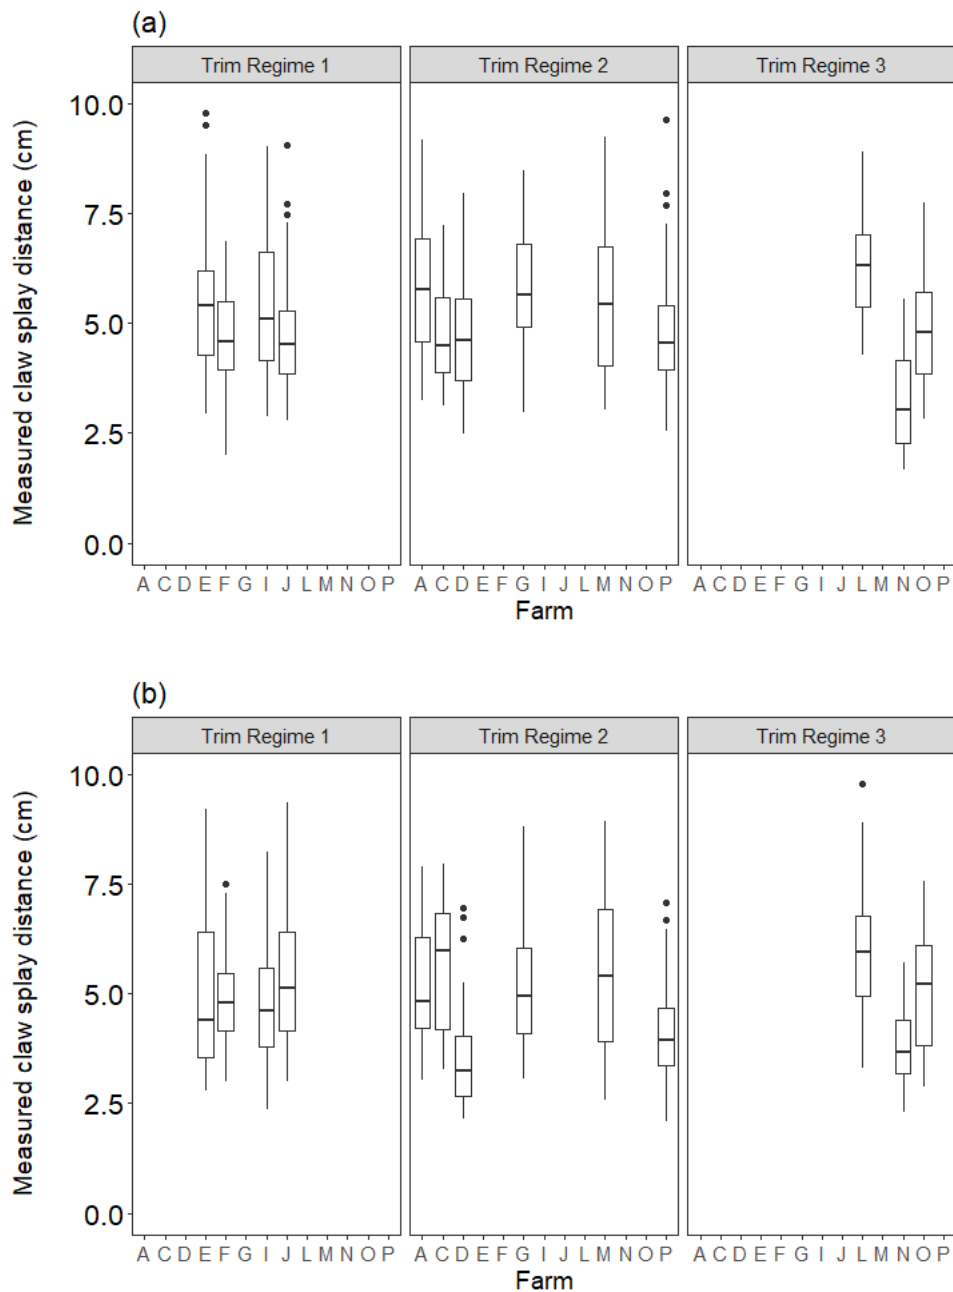 (a)
Trim Regime 1 Trim Regime 2 Trim Regime 3
Measured claw splay distance (cm)
10.0
7.5
5.0
2.5
0.0
A C D E F G I J L M N O P A C D E F G I J L M N O P A C D E F G I J L M N O P
Farm
(b)
Trim Regime 1 Trim Regime 2 Trim Regime 3
Measured claw splay distance (cm)
10.0
7.5
5.0
2.5
0.0
A C D E F G I J L M N O P A C D E F G I J L M N O P A C D E F G I J L M N O P
Farm